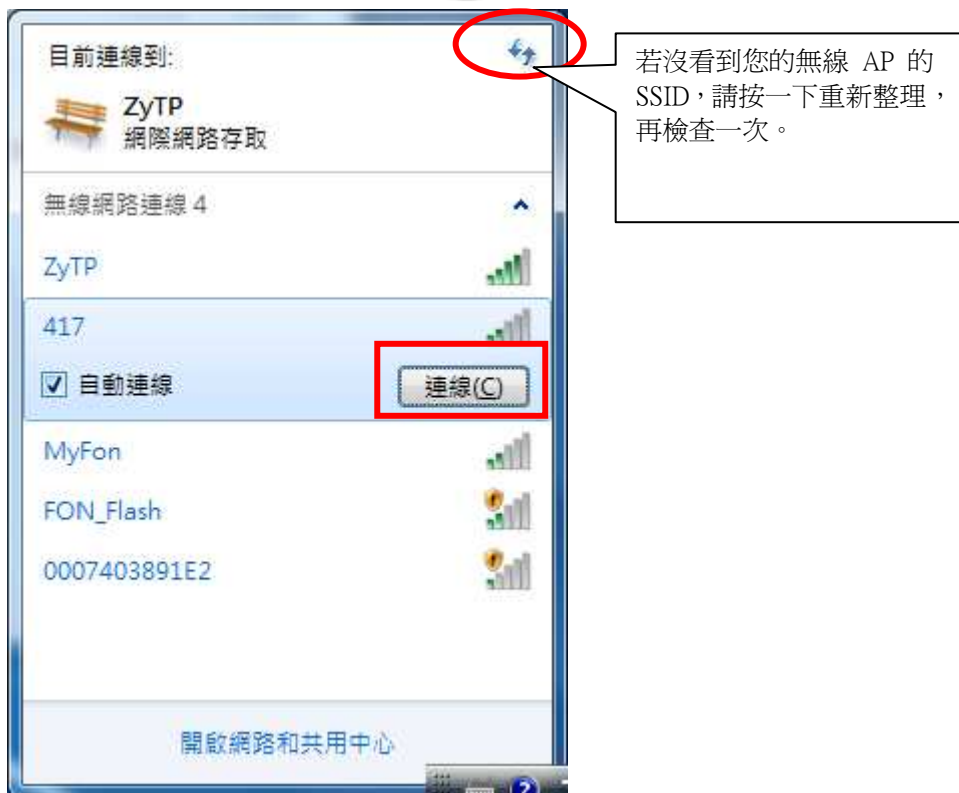 目前連線到:
ZyTP
網際網路存取
若沒看到您的無線 AP 的
SSID，請按一下重新整理，
再檢查一次。
無線網路連線 4
ZyTP
417
自動連線
連線(C)
MyFon
FON_Flash
0007403891E2
開啟網路和共用中心